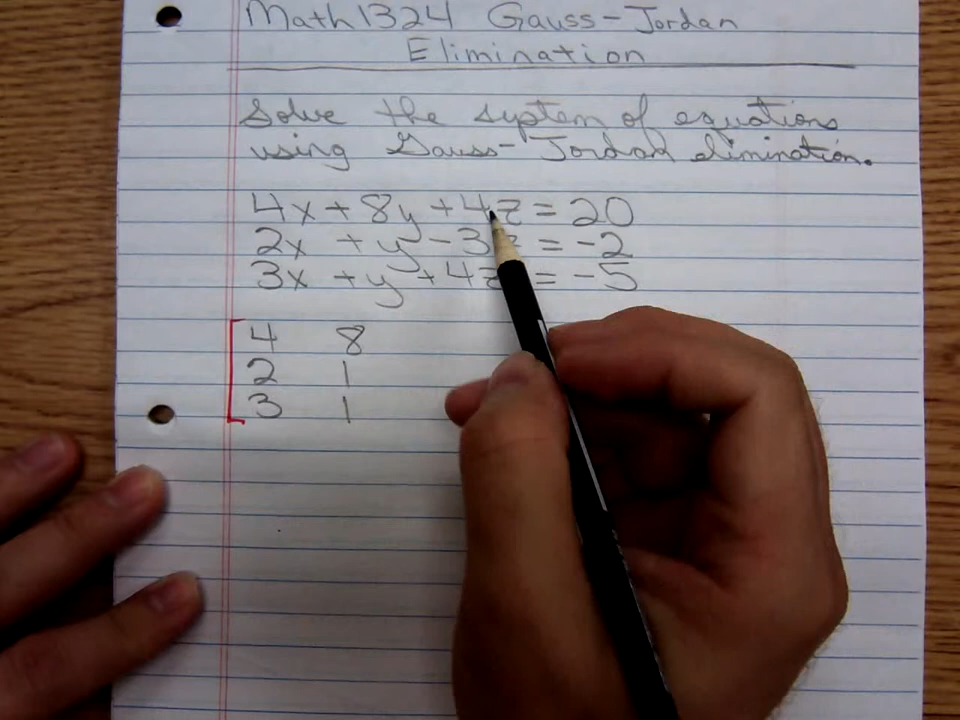 Math 1324 Gauss-Jordan
Elimination
Solve the system of equations
using Gauss-Jordan elimination.
4x + 8y + 4z = 20
2x + y - 3z = -2
3x + y + 4z = -5
4 8
2 1
3 1